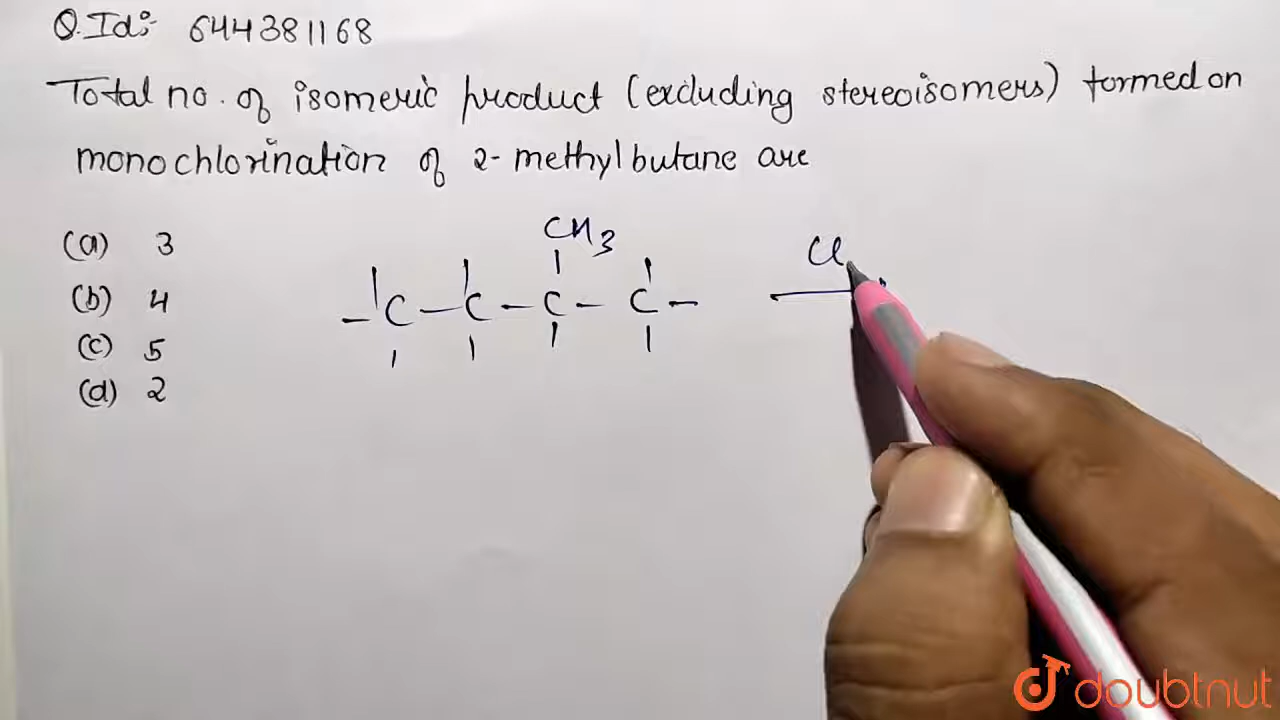 Q.Id:- 644381168
Total no. of isomeric product (excluding stereoisomers) formed on
monochlorination of 2-methylbutane are
(a) 3
(b) 4
(c) 5
(d) 2
CH3
- C - C - C - C -
Cl
doubtnut